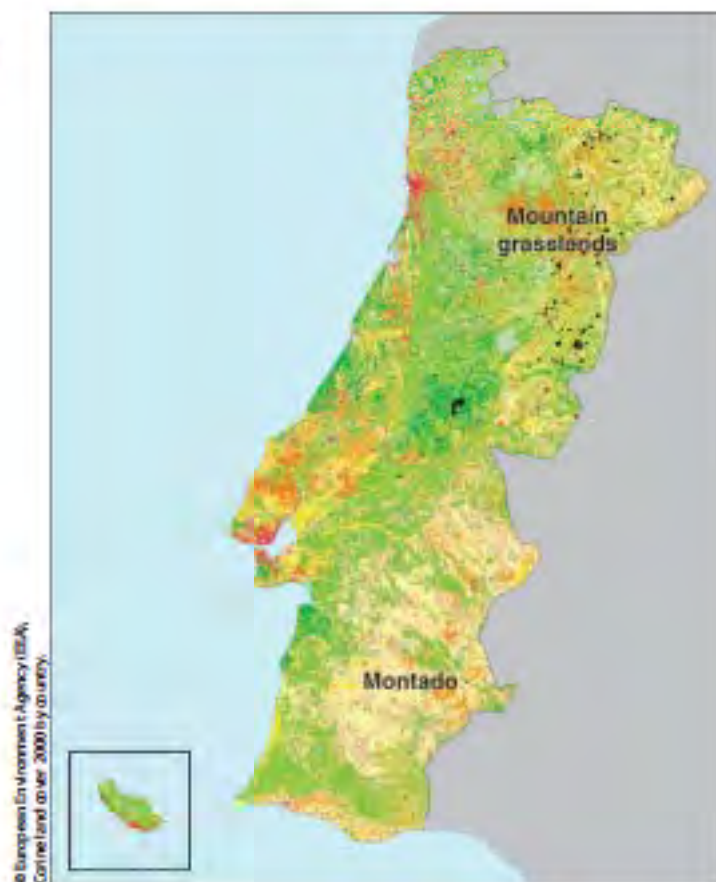 Mountain
grasslands
Montado
© European Environment Agency (EEA),
Corine land cover 2000 by country.